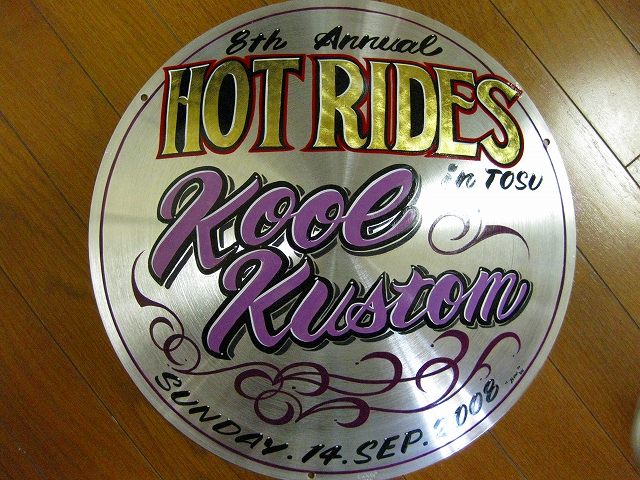 8th Annual
HOT RIDES
in TOSU
Kool
Kustom
SUNDAY.14.SEP.2008